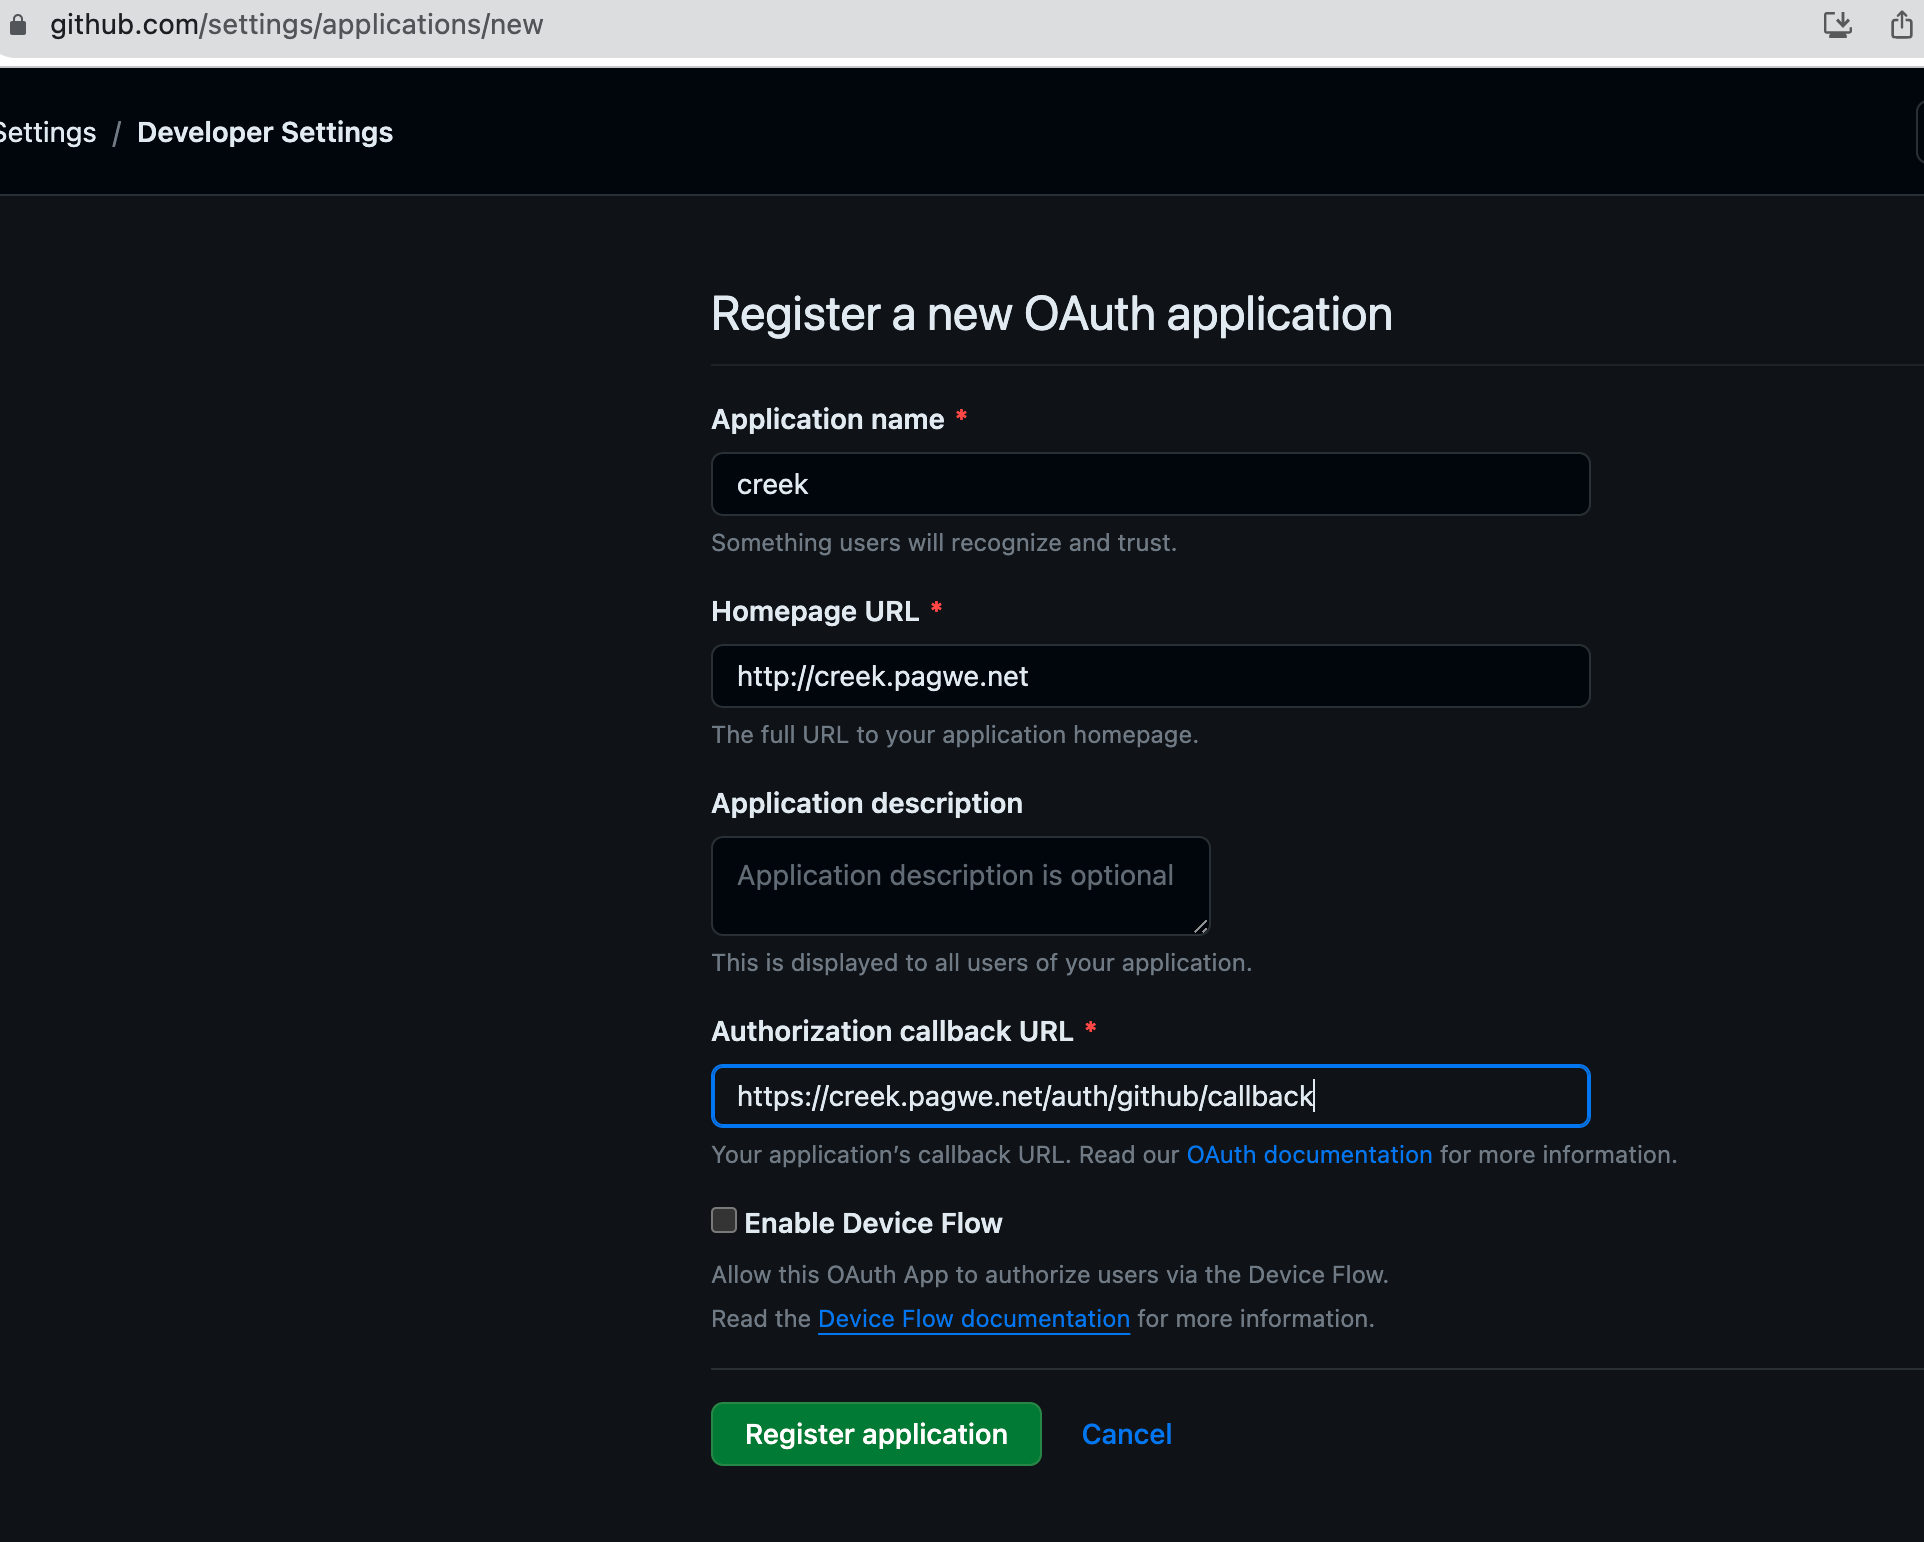 github.com/settings/applications/new
Settings / Developer Settings
Register a new OAuth application
Application name *
creek
Something users will recognize and trust.
Homepage URL *
http://creek.pagwe.net
The full URL to your application homepage.
Application description
Application description is optional
This is displayed to all users of your application.
Authorization callback URL *
https://creek.pagwe.net/auth/github/callback
Your application’s callback URL. Read our OAuth documentation for more information.
Enable Device Flow
Allow this OAuth App to authorize users via the Device Flow.
Read the Device Flow documentation for more information.
Register application Cancel